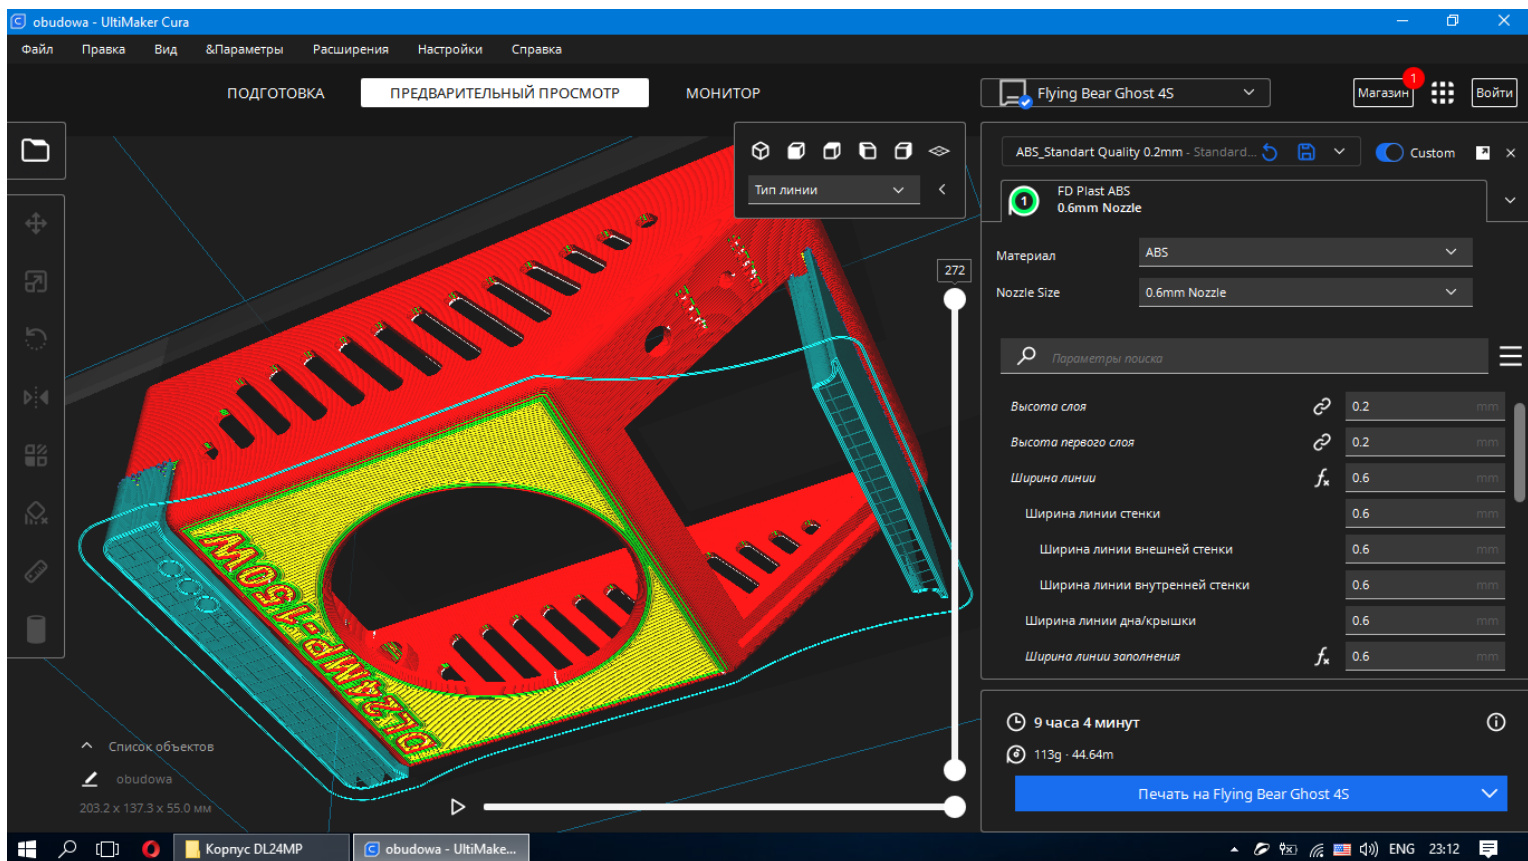 obudowa - UltiMaker Cura
Файл Правка Вид &Параметры Расширения Настройки Справка
ПОДГОТОВКА ПРЕДВАРИТЕЛЬНЫЙ ПРОСМОТР МОНИТОР
Flying Bear Ghost 4S
Магазин 1
Войти
Тип линии
ABS_Standart Quality 0.2mm - Standard...
Custom
1
FD Plast ABS
0.6mm Nozzle
Материал ABS
Nozzle Size 0.6mm Nozzle
Параметры поиска
Высота слоя 0.2 mm
Высота первого слоя 0.2 mm
Ширина линии 0.6 mm
Ширина линии стенки 0.6 mm
Ширина линии внешней стенки 0.6 mm
Ширина линии внутренней стенки 0.6 mm
Ширина линии дна/крышки 0.6 mm
Ширина линии заполнения 0.6 mm
272
DL24MP-150W
9 часа 4 минут
113g - 44.64m
Печать на Flying Bear Ghost 4S
Список объектов
obudowa
203.2 x 137.3 x 55.0 мм
Корпус DL24MP
obudowa - UltiMake...
ENG 23:12